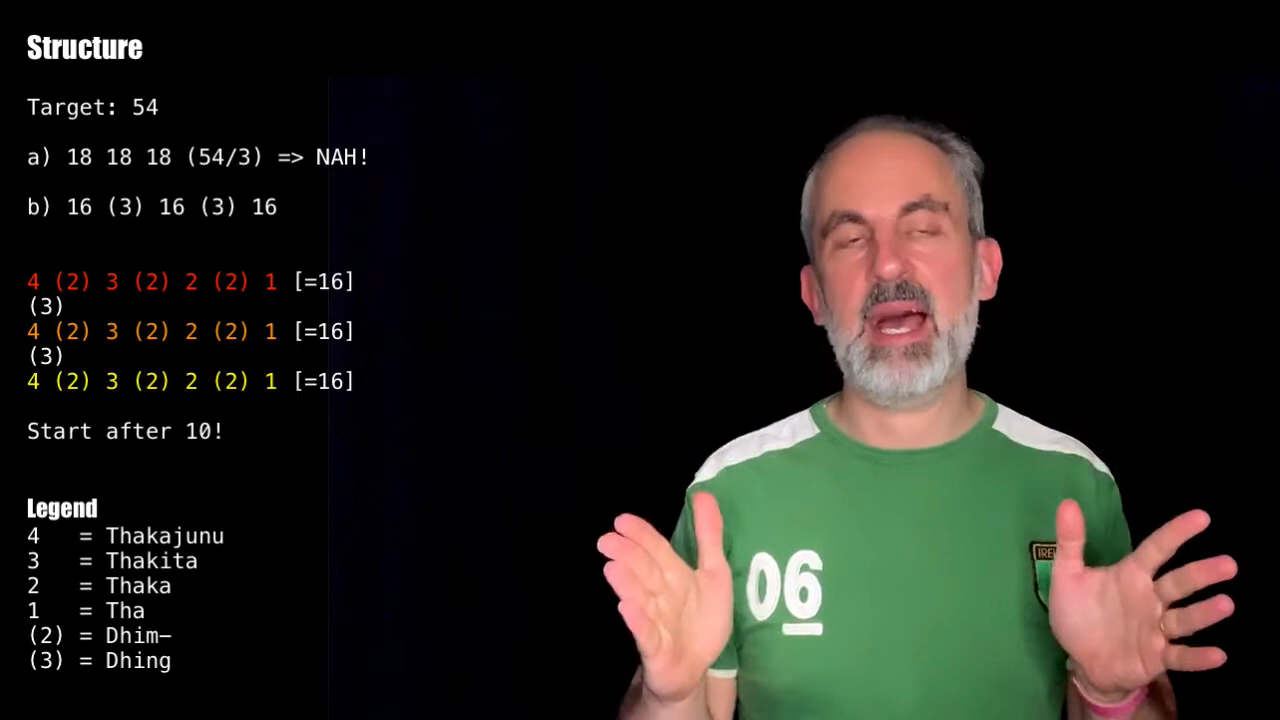 Structure
Target: 54
a) 18 18 18 (54/3) => NAH!
b) 16 (3) 16 (3) 16
4 (2) 3 (2) 2 (2) 1 [=16]
(3)
4 (2) 3 (2) 2 (2) 1 [=16]
(3)
4 (2) 3 (2) 2 (2) 1 [=16]
Start after 10!
Legend
4 = Thakajunu
3 = Thakita
2 = Thaka
1 = Tha
(2) = Dhim–
(3) = Dhing
06